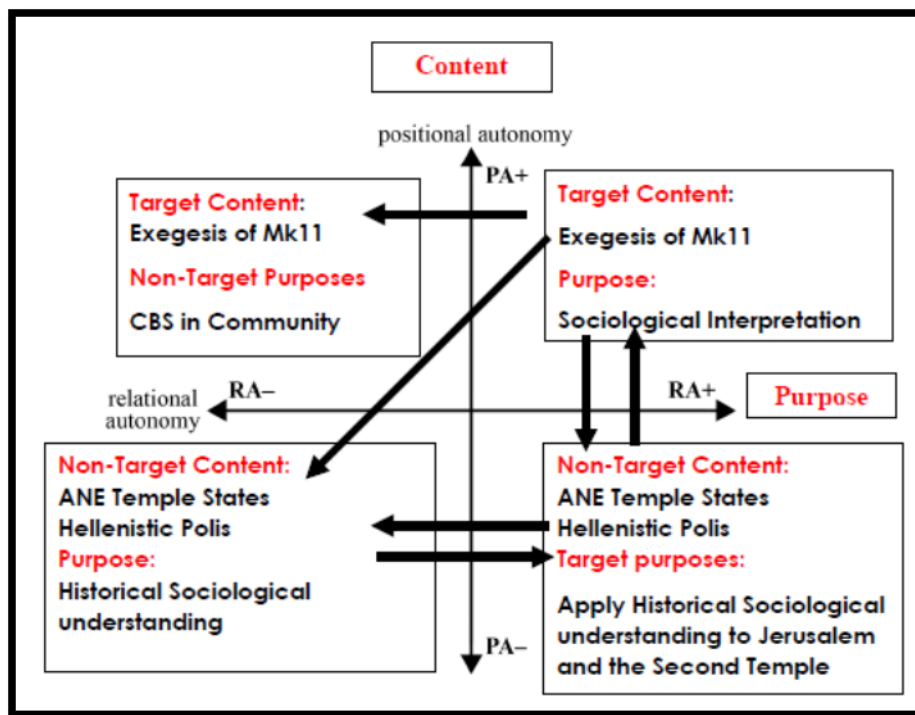 Content
positional autonomy
PA+
Target Content:
Exegesis of Mk11
Non-Target Purposes
CBS in Community
Target Content:
Exegesis of Mk11
Purpose:
Sociological Interpretation
relational
autonomy
RA–
RA+
Purpose
Non-Target Content:
ANE Temple States
Hellenistic Polis
Purpose:
Historical Sociological
understanding
Non-Target Content:
ANE Temple States
Hellenistic Polis
Target purposes:
Apply Historical Sociological
understanding to Jerusalem
and the Second Temple
PA–